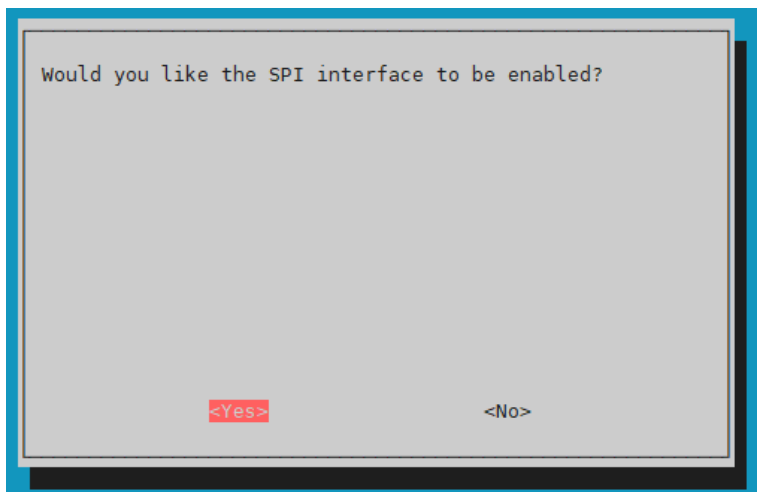 Would you like the SPI interface to be enabled?
<Yes> <No>